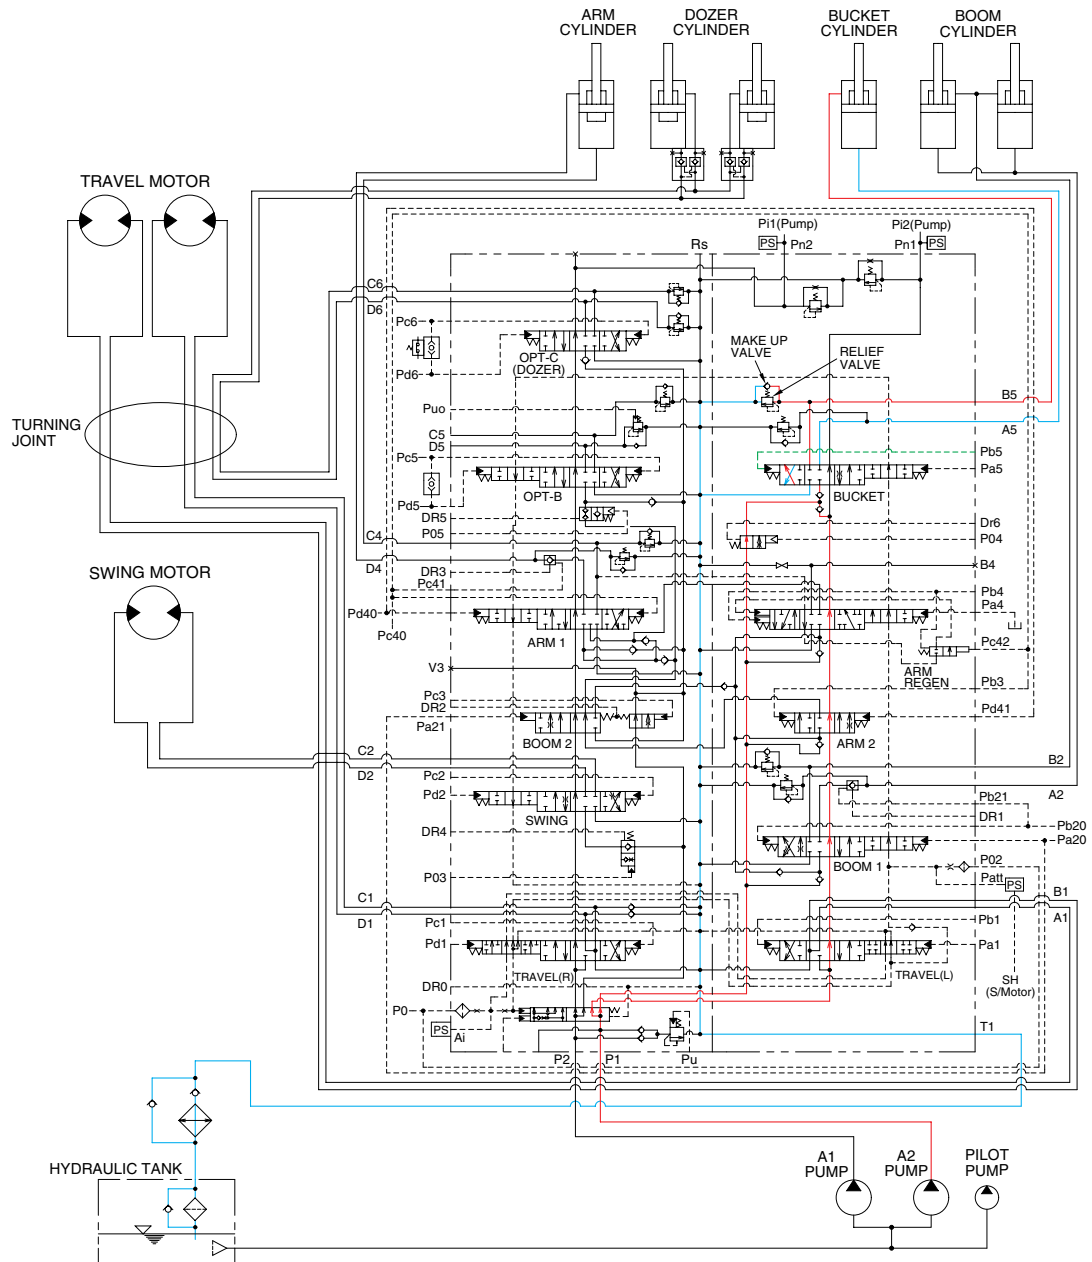 ARM
CYLINDER
DOZER
CYLINDER
BUCKET
CYLINDER
BOOM
CYLINDER
TRAVEL MOTOR
Pi1(Pump)
Pi2(Pump)
Rs
PS
Pn2
Pn1
PS
C6
D6
Pc6
MAKE UP
VALVE
RELIEF
VALVE
OPT-C
(DOZER)
Pd6
B5
Puo
TURNING
JOINT
C5
A5
D5
Pb5
Pc5
Pa5
OPT-B
BUCKET
Pd5
DR5
Dr6
P05
C4
P04
D4
B4
SWING MOTOR
DR3
Pc41
Pb4
Pa4
Pd40
Pc40
ARM 1
Pc42
V3
ARM
REGEN
Pc3
Pb3
DR2
Pa21
Pd41
BOOM 2
ARM 2
C2
B2
D2
Pc2
Pd2
A2
Pb21
SWING
DR1
Pb20
DR4
Pa20
BOOM 1
P02
P03
Patt
PS
C1
B1
D1
Pc1
Pb1
A1
Pd1
Pa1
TRAVEL(R)
TRAVEL(L)
DR0
SH
(S/Motor)
P0
PS
Ai
T1
P2
P1
Pu
HYDRAULIC TANK
A1
PUMP
A2
PUMP
PILOT
PUMP